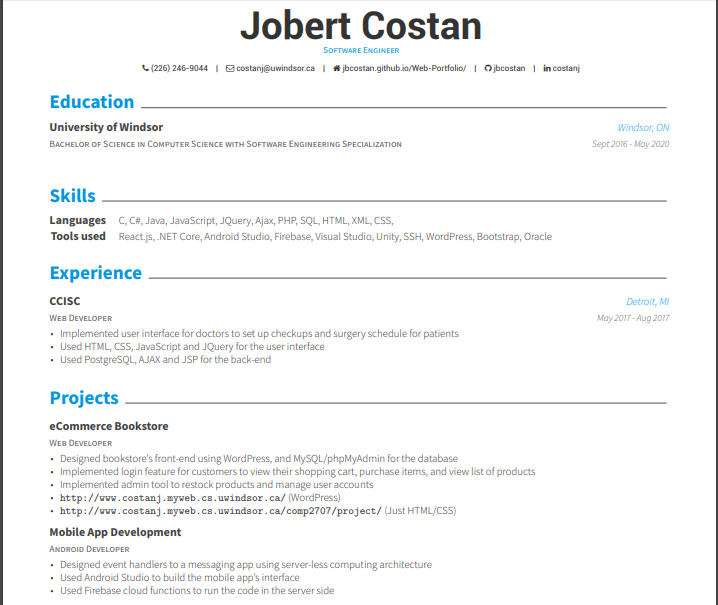 Jobert Costan
Software Engineer
(226) 246-9044 | costanj@uwindsor.ca | jbcostan.github.io/Web-Portfolio/ | jbcostan | costanj
Education
University of Windsor Windsor, ON
Bachelor of Science in Computer Science with Software Engineering Specialization Sept 2016 - May 2020
Skills
Languages C, C#, Java, JavaScript, JQuery, Ajax, PHP, SQL, HTML, XML, CSS,
Tools used React.js, .NET Core, Android Studio, Firebase, Visual Studio, Unity, SSH, WordPress, Bootstrap, Oracle
Experience
CCISC Detroit, MI
Web Developer May 2017 - Aug 2017
• Implemented user interface for doctors to set up checkups and surgery schedule for patients
• Used HTML, CSS, JavaScript and JQuery for the user interface
• Used PostgreSQL, AJAX and JSP for the back-end
Projects
eCommerce Bookstore
Web Developer
• Designed bookstore's front-end using WordPress, and MySQL/phpMyAdmin for the database
• Implemented login feature for customers to view their shopping cart, purchase items, and view list of products
• Implemented admin tool to restock products and manage user accounts
• http://www.costanj.myweb.cs.uwindsor.ca/ (WordPress)
• http://www.costanj.myweb.cs.uwindsor.ca/comp2707/project/ (Just HTML/CSS)
Mobile App Development
Android Developer
• Designed event handlers to a messaging app using server-less computing architecture
• Used Android Studio to build the mobile app's interface
• Used Firebase cloud functions to run the code in the server side